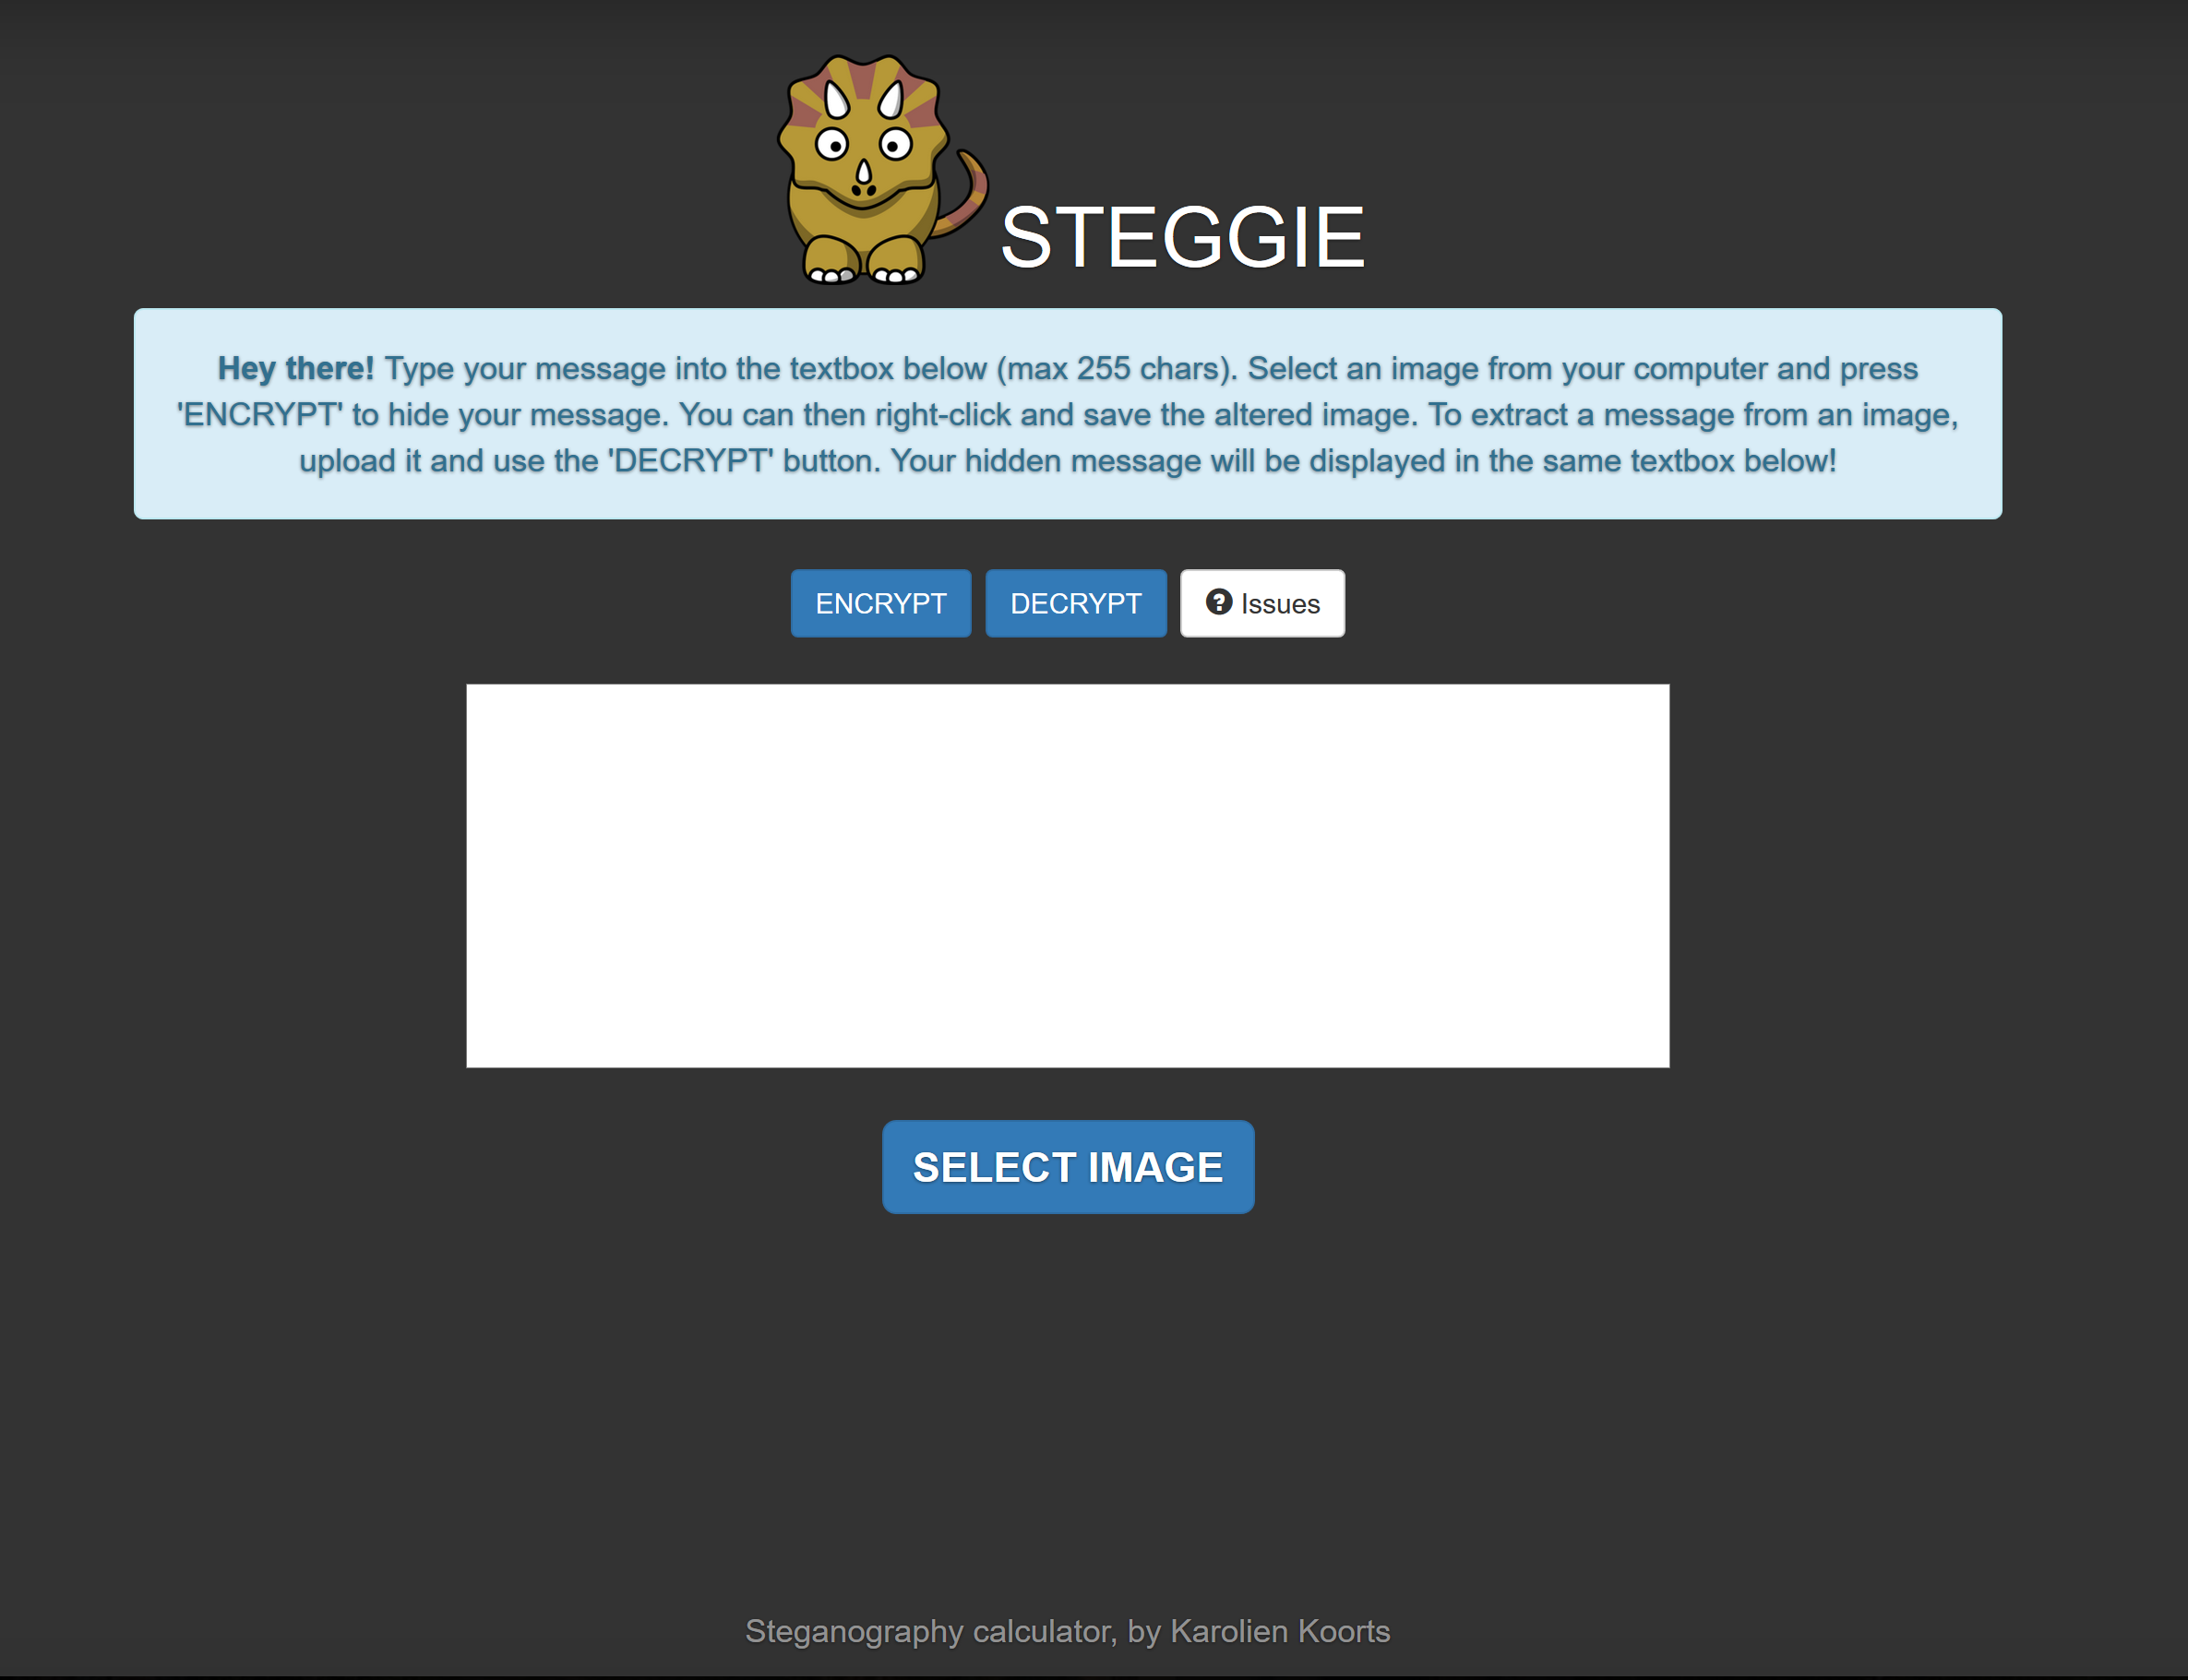 STEGGIE
Hey there! Type your message into the textbox below (max 255 chars). Select an image from your computer and press
'ENCRYPT' to hide your message. You can then right-click and save the altered image. To extract a message from an image,
upload it and use the 'DECRYPT' button. Your hidden message will be displayed in the same textbox below!
ENCRYPT DECRYPT ? Issues
SELECT IMAGE
Steganography calculator, by Karolien Koorts